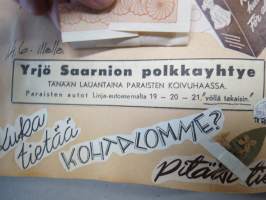 Yrjö Saarnion polkkayhtye
TÄNÄÄN LAUANTAINA PARAISTEN KOIVUHAASSA.
Paraisten autot Linja-autoasemalta 19 – 20 – 21, "yöllä takaisin."
Kuka
tietää
KOHTALOMME?
pitäisi